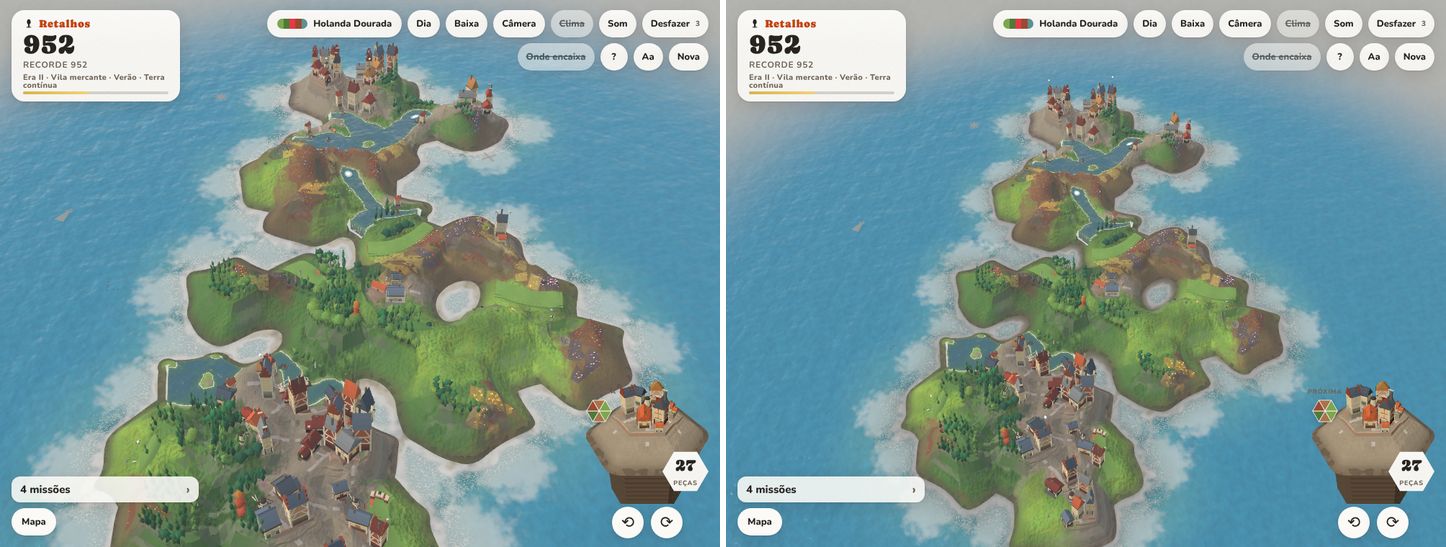 Retalhos
952
RECORDE 952
Era II · Vila mercante · Verão · Terra
contínua
Holanda Dourada
Dia
Baixa
Câmera
Clima
Som
Desfazer 3
Onde encaixa
?
Aa
Nova
27
PEÇAS
4 missões ›
Mapa
Retalhos
952
RECORDE 952
Era II · Vila mercante · Verão · Terra
contínua
Holanda Dourada
Dia
Baixa
Câmera
Clima
Som
Desfazer 3
Onde encaixa
?
Aa
Nova
PRÓXIMA
27
PEÇAS
4 missões ›
Mapa